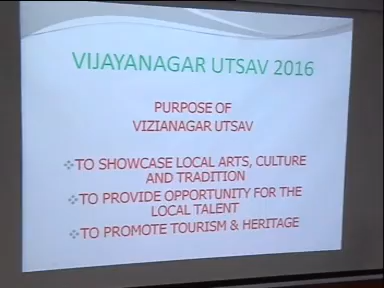 VIJAYANAGAR UTSAV 2016
PURPOSE OF
VIZIANAGAR UTSAV
❖TO SHOWCASE LOCAL ARTS, CULTURE
AND TRADITION
❖TO PROVIDE OPPORTUNITY FOR THE
LOCAL TALENT
❖TO PROMOTE TOURISM & HERITAGE